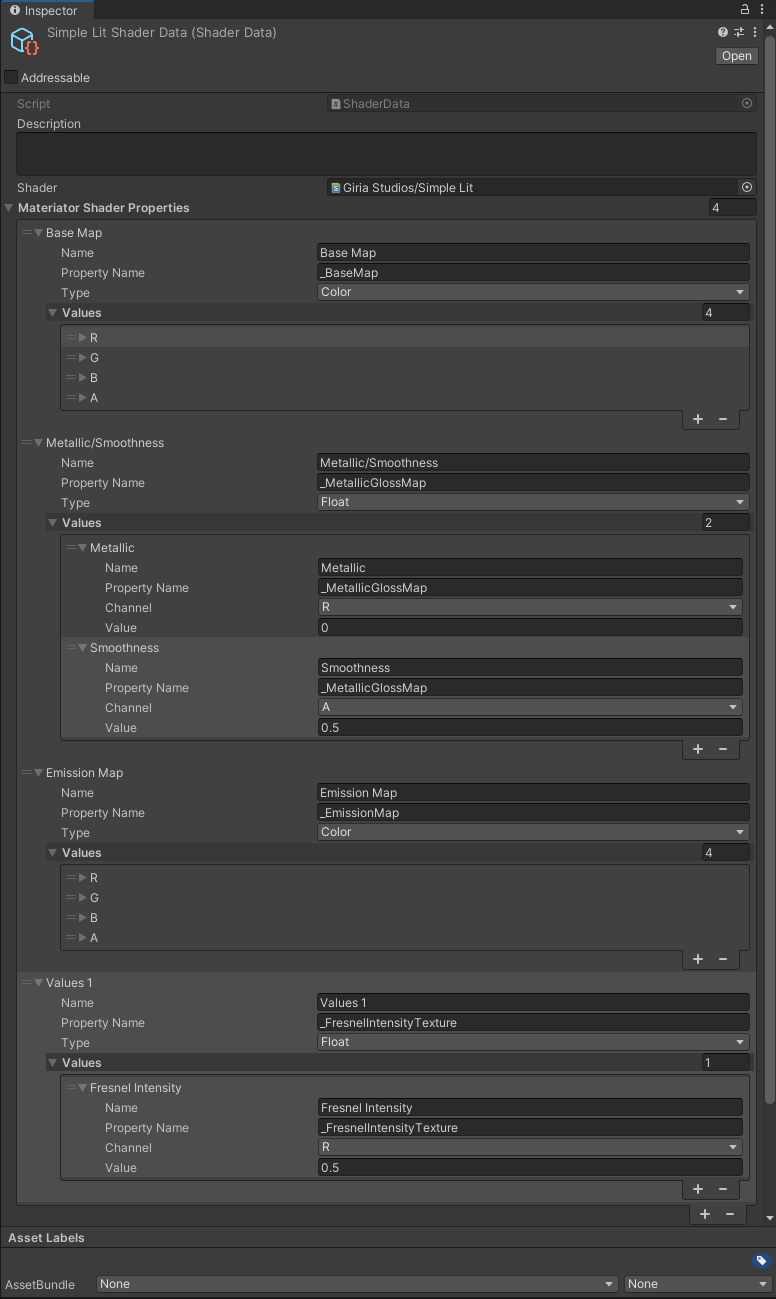 Inspector
Simple Lit Shader Data (Shader Data)
Open
Addressable
Script ShaderData
Description
Shader Giria Studios/Simple Lit
Materiator Shader Properties 4
Base Map
Name Base Map
Property Name _BaseMap
Type Color
Values 4
R
G
B
A
+ −
Metallic/Smoothness
Name Metallic/Smoothness
Property Name _MetallicGlossMap
Type Float
Values 2
Metallic
Name Metallic
Property Name _MetallicGlossMap
Channel R
Value 0
Smoothness
Name Smoothness
Property Name _MetallicGlossMap
Channel A
Value 0.5
+ −
Emission Map
Name Emission Map
Property Name _EmissionMap
Type Color
Values 4
R
G
B
A
+ −
Values 1
Name Values 1
Property Name _FresnelIntensityTexture
Type Float
Values 1
Fresnel Intensity
Name Fresnel Intensity
Property Name _FresnelIntensityTexture
Channel R
Value 0.5
+ −
+ −
Asset Labels
AssetBundle None None